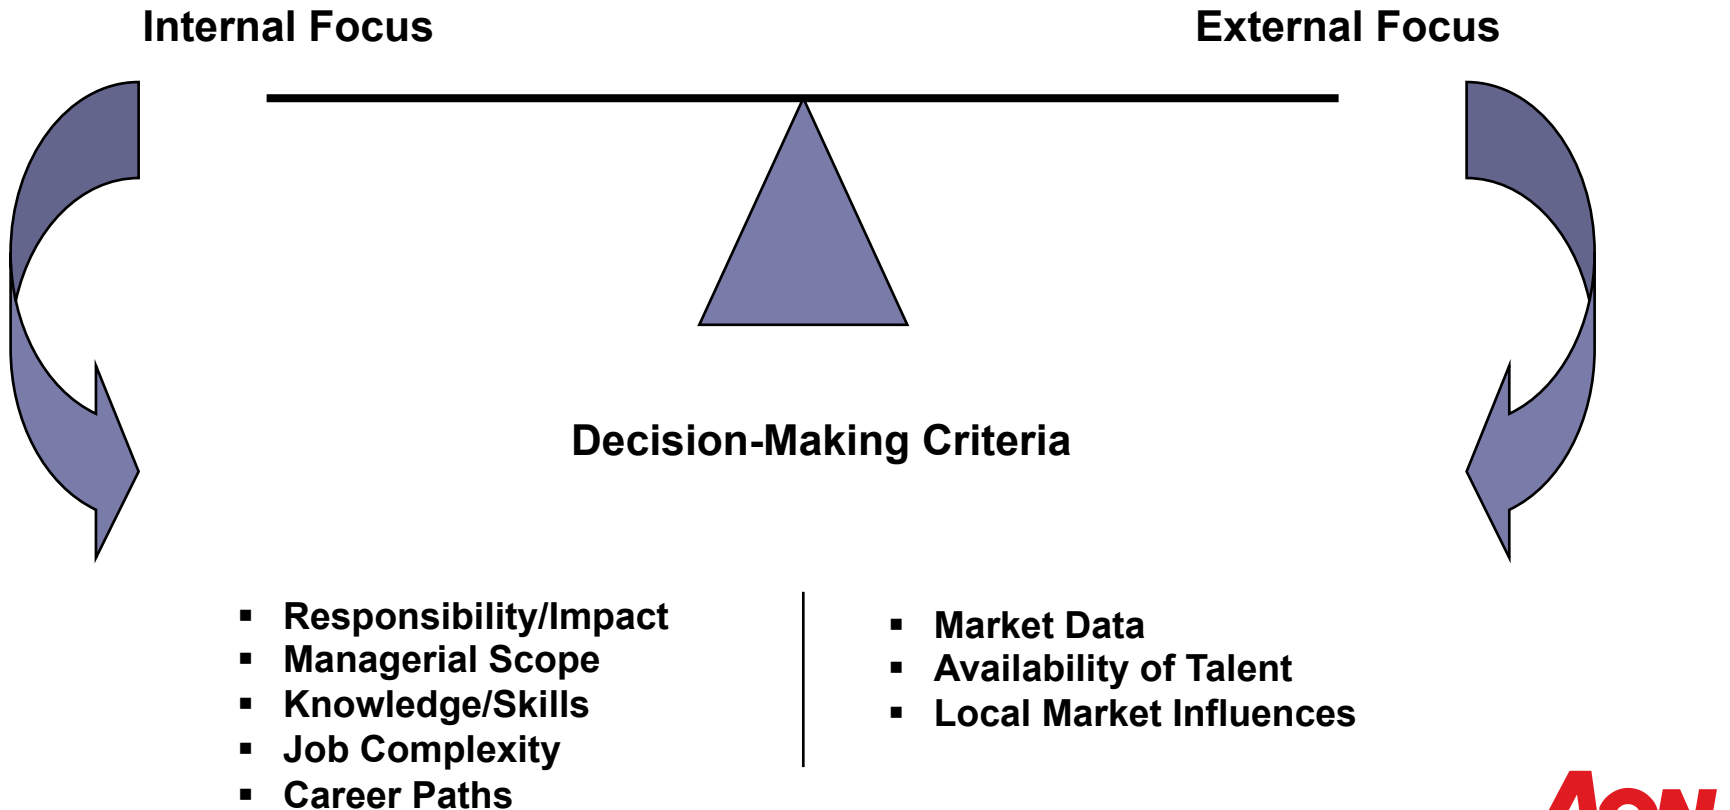 Internal Focus
External Focus
Decision-Making Criteria
▪ Responsibility/Impact
▪ Managerial Scope
▪ Knowledge/Skills
▪ Job Complexity
▪ Career Paths
▪ Market Data
▪ Availability of Talent
▪ Local Market Influences
AON